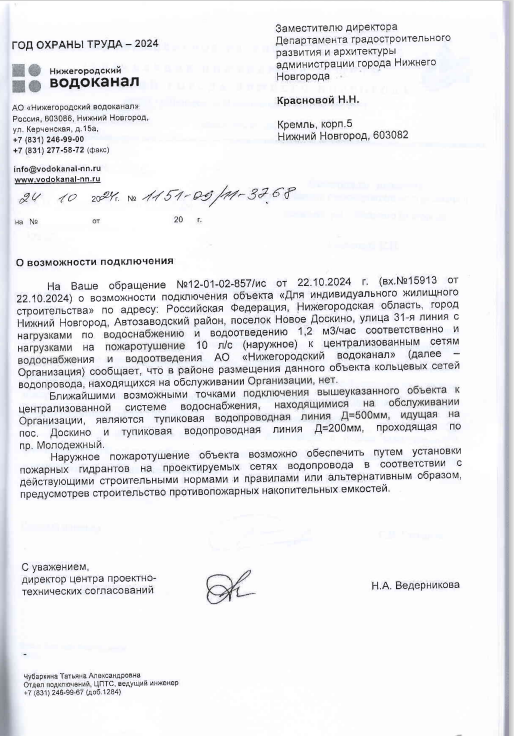 ГОД ОХРАНЫ ТРУДА – 2024
Нижегородский
ВОДОКАНАЛ
АО «Нижегородский водоканал»
Россия, 603086, Нижний Новгород,
ул. Керченская, д.15а,
+7 (831) 246-99-00
+7 (831) 277-58-72 (факс)
info@vodokanal-nn.ru
www.vodokanal-nn.ru
24 10 2024г. № 1151-09/11-3768
на № от 20 г.
Заместителю директора
Департамента градостроительного
развития и архитектуры
администрации города Нижнего
Новгорода
Красновой Н.Н.
Кремль, корп.5
Нижний Новгород, 603082
О возможности подключения
На Ваше обращение №12-01-02-857/ис от 22.10.2024 г. (вх.№15913 от
22.10.2024) о возможности подключения объекта «Для индивидуального жилищного
строительства» по адресу: Российская Федерация, Нижегородская область, город
Нижний Новгород, Автозаводский район, поселок Новое Доскино, улица 31-я линия с
нагрузками по водоснабжению и водоотведению 1,2 м3/час соответственно и
нагрузками на пожаротушение 10 л/с (наружное) к централизованным сетям
водоснабжения и водоотведения АО «Нижегородский водоканал» (далее –
Организация) сообщает, что в районе размещения данного объекта кольцевых сетей
водопровода, находящихся на обслуживании Организации, нет.
Ближайшими возможными точками подключения вышеуказанного объекта к
централизованной системе водоснабжения, находящимися на обслуживании
Организации, являются тупиковая водопроводная линия Д=500мм, идущая на
пос. Доскино и тупиковая водопроводная линия Д=200мм, проходящая по
пр. Молодежный.
Наружное пожаротушение объекта возможно обеспечить путем установки
пожарных гидрантов на проектируемых сетях водопровода в соответствии с
действующими строительными нормами и правилами или альтернативным образом,
предусмотрев строительство противопожарных накопительных емкостей.
С уважением,
директор центра проектно-
технических согласований
Н.А. Ведерникова
Чубаркина Татьяна Александровна
Отдел подключений, ЦПТС, ведущий инженер
+7 (831) 246-99-67 (доб.1284)